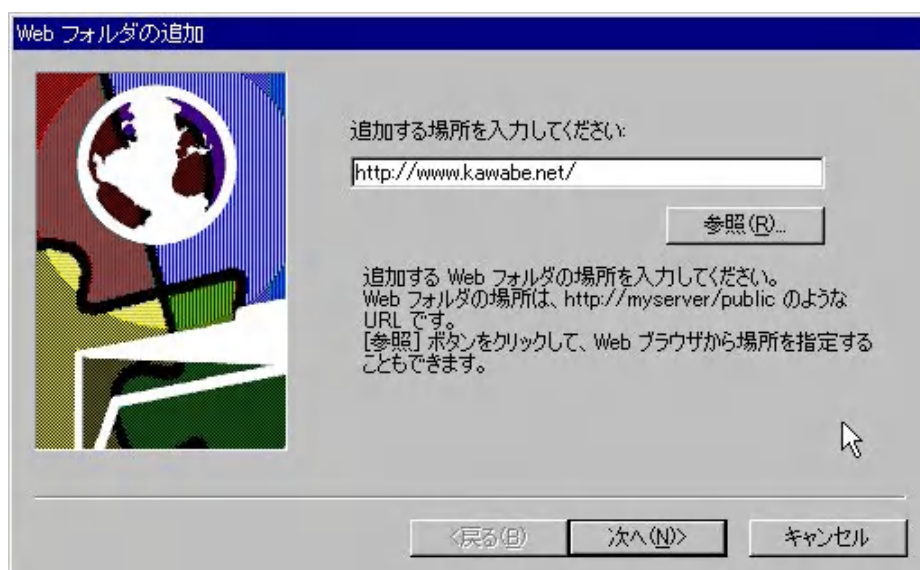 Web フォルダの追加
追加する場所を入力してください:
http://www.kawabe.net/
参照(R)...
追加する Web フォルダの場所を入力してください。
Web フォルダの場所は、http://myserver/public のような
URL です。
[参照] ボタンをクリックして、Web ブラウザから場所を指定する
こともできます。
<戻る(B)
次へ(N)>
キャンセル